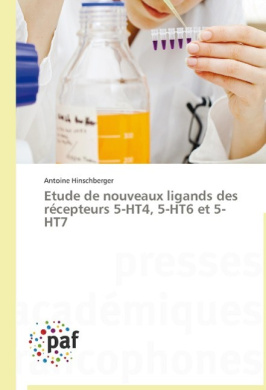 Antoine Hinschberger
Etude de nouveaux ligands des
récepteurs 5-HT4, 5-HT6 et 5-
HT7
presses
académiques
francophones
paf